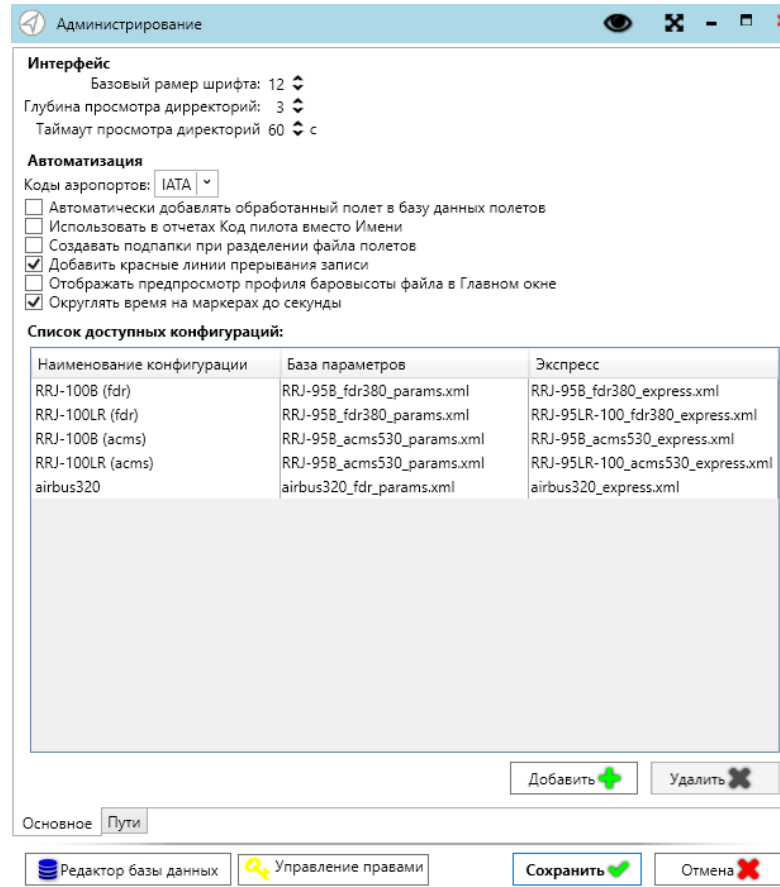 Администрирование
Интерфейс
Базовый рамер шрифта: 12
Глубина просмотра дирректорий: 3
Таймаут просмотра директорий 60 с
Автоматизация
Коды аэропортов: IATA
Автоматически добавлять обработанный полет в базу данных полетов
Использовать в отчетах Код пилота вместо Имени
Создавать подпапки при разделении файла полетов
Добавить красные линии прерывания записи
Отображать предпросмотр профиля баровысоты файла в Главном окне
Округлять время на маркерах до секунды
Список доступных конфигураций:
Наименование конфигурации База параметров Экспресс
RRJ-100B (fdr) RRJ-95B_fdr380_params.xml RRJ-95B_fdr380_express.xml
RRJ-100LR (fdr) RRJ-95B_fdr380_params.xml RRJ-95LR-100_fdr380_express.xml
RRJ-100B (acms) RRJ-95B_acms530_params.xml RRJ-95B_acms530_express.xml
RRJ-100LR (acms) RRJ-95B_acms530_params.xml RRJ-95LR-100_acms530_express.xml
airbus320 airbus320_fdr_params.xml airbus320_express.xml
Добавить Удалить
Основное Пути
Редактор базы данных Управление правами Сохранить Отмена